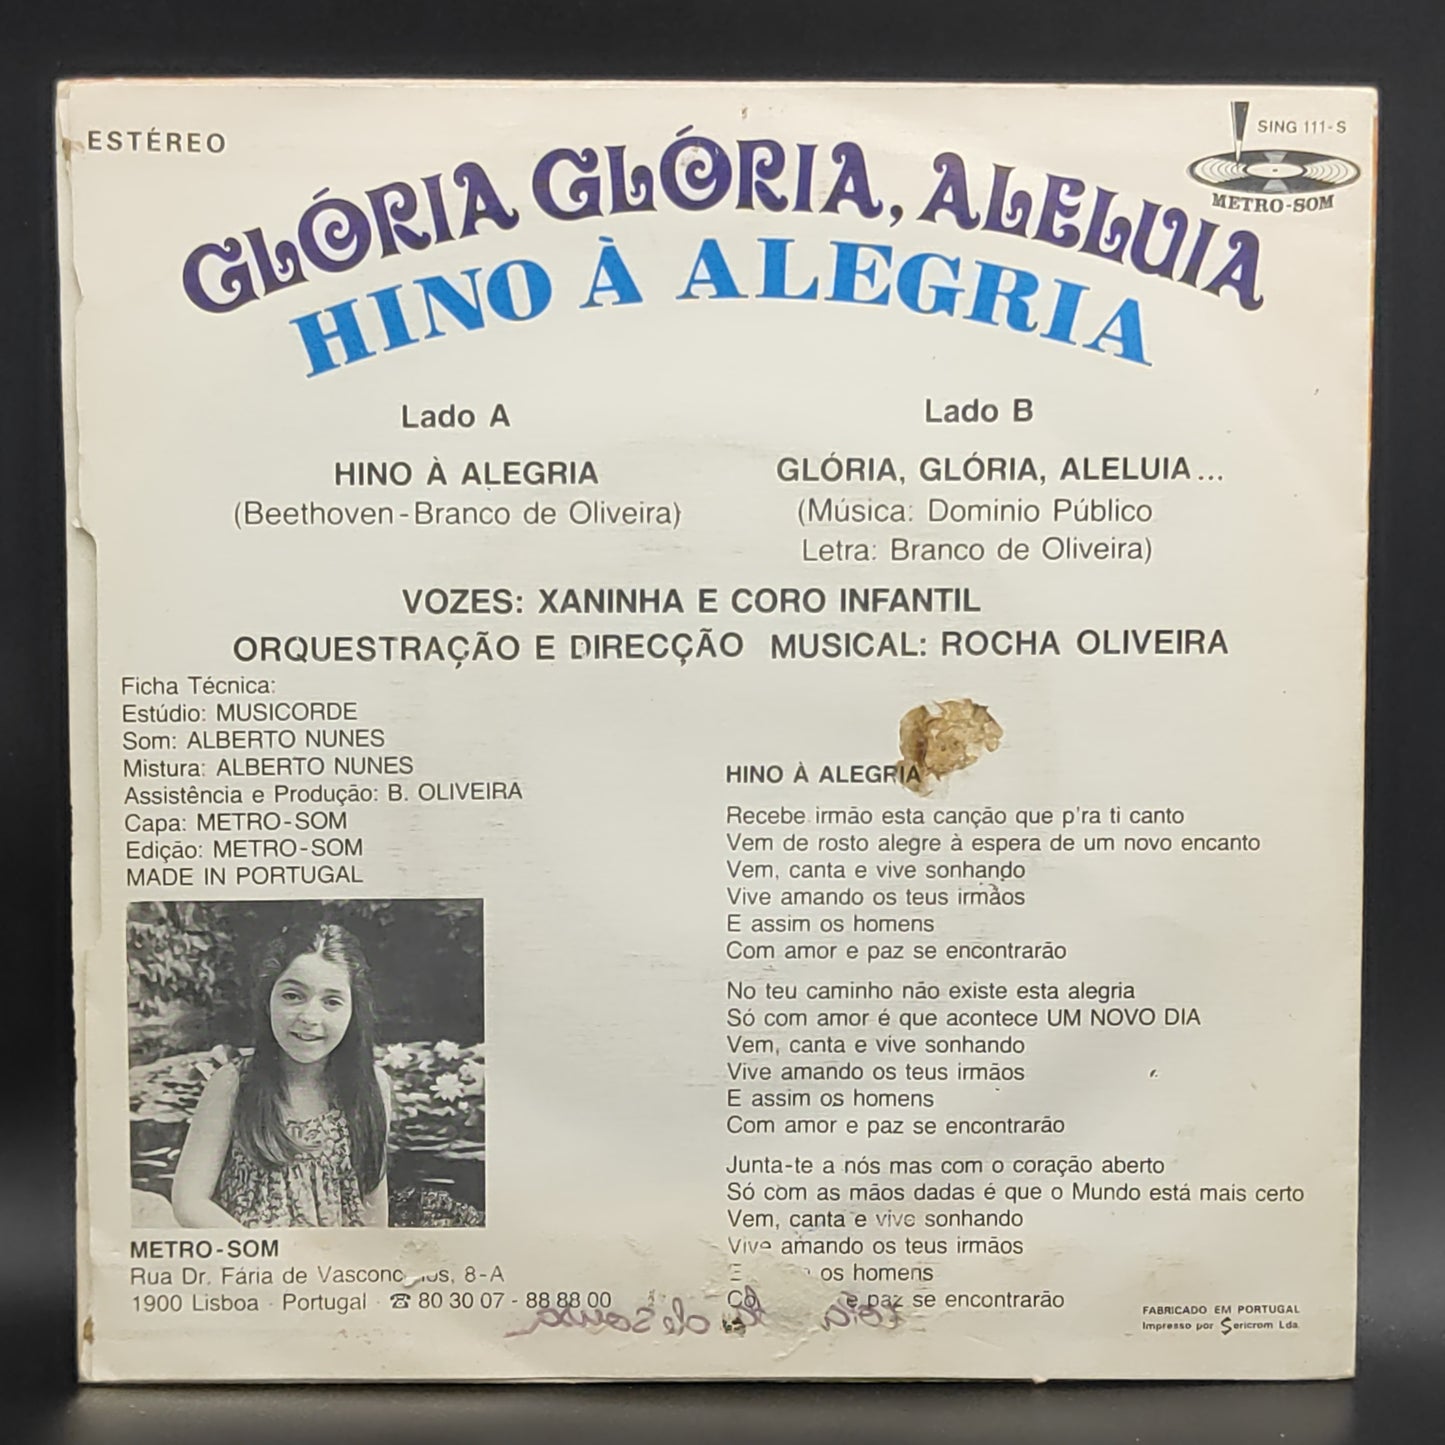 ESTÉREO
SING 111-S
METRO-SOM
GLÓRIA GLÓRIA, ALELUIA
HINO À ALEGRIA
Lado A
HINO À ALEGRIA
(Beethoven-Branco de Oliveira)
Lado B
GLÓRIA, GLÓRIA, ALELUIA...
(Música: Dominio Público
Letra: Branco de Oliveira)
VOZES: XANINHA E CORO INFANTIL
ORQUESTRAÇÃO E DIRECÇÃO MUSICAL: ROCHA OLIVEIRA
Ficha Técnica:
Estúdio: MUSICORDE
Som: ALBERTO NUNES
Mistura: ALBERTO NUNES
Assistência e Produção: B. OLIVEIRA
Capa: METRO-SOM
Edição: METRO-SOM
MADE IN PORTUGAL
METRO-SOM
Rua Dr. Fária de 8-A
1900 Lisboa - Portugal - ☎ 80 30 07 - 88 88 00
HINO À ALEGRIA
Recebe irmão esta canção que p'ra ti canto
Vem de rosto alegre à espera de um novo encanto
Vem, canta e vive sonhando
Vive amando os teus irmãos
E assim os homens
Com amor e paz se encontrarão
No teu caminho não existe esta alegria
Só com amor é que acontece UM NOVO DIA
Vem, canta e vive sonhando
Vive amando os teus irmãos
E assim os homens
Com amor e paz se encontrarão
Junta-te a nós mas com o coração aberto
Só com as mãos dadas é que o Mundo está mais certo
Vem, canta e vive sonhando
Vive amando os teus irmãos
E os homens
e paz se encontrarão
FABRICADO EM PORTUGAL
Impresso por Sericrom Lda.